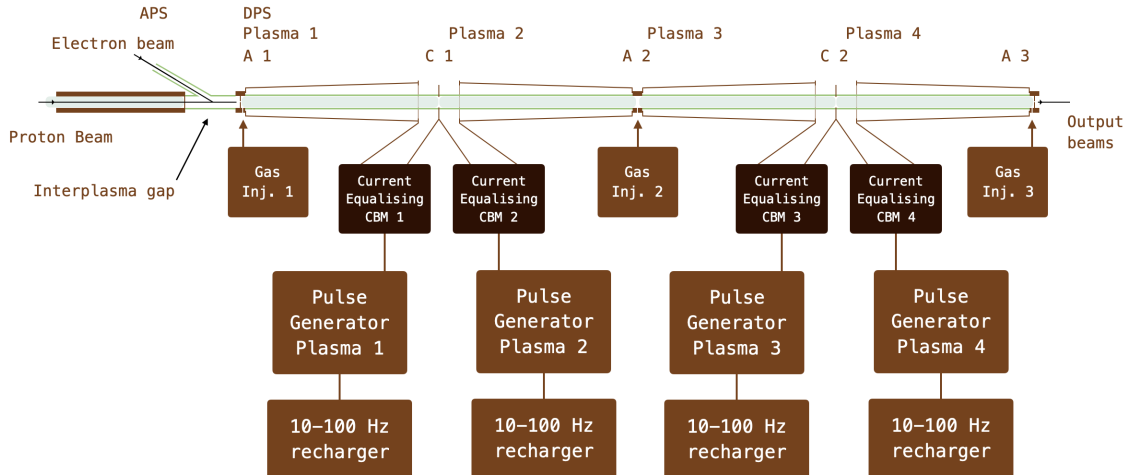 APS
DPS
Electron beam
Plasma 1
Plasma 2
Plasma 3
Plasma 4
A 1
C 1
A 2
C 2
A 3
Proton Beam
Interplasma gap
Output
beams
Gas
Inj. 1
Current
Equalising
CBM 1
Current
Equalising
CBM 2
Gas
Inj. 2
Current
Equalising
CBM 3
Current
Equalising
CBM 4
Gas
Inj. 3
Pulse
Generator
Plasma 1
Pulse
Generator
Plasma 2
Pulse
Generator
Plasma 3
Pulse
Generator
Plasma 4
10–100 Hz
recharger
10–100 Hz
recharger
10–100 Hz
recharger
10–100 Hz
recharger